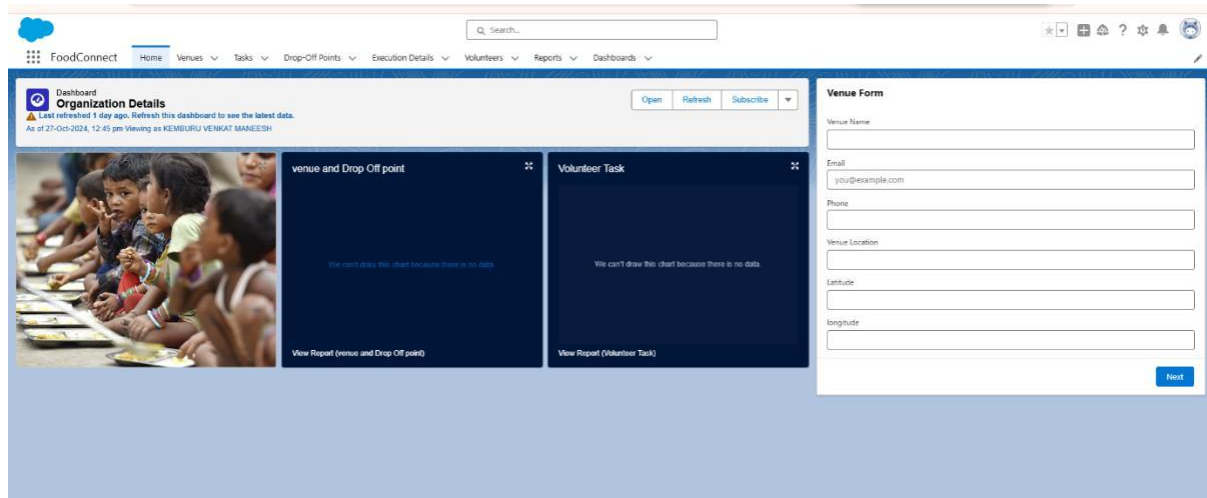 Search...
FoodConnect Home Venues Tasks Drop-Off Points Execution Details Volunteers Reports Dashboards
Dashboard
Organization Details
Last refreshed 1 day ago. Refresh this dashboard to see the latest data.
As of 27-Oct-2024, 12:45 pm Viewing as KEMBURU VENKAT MANEESH
Open Refresh Subscribe
venue and Drop Off point
We can't draw this chart because there is no data.
View Report (venue and Drop Off point)
Volunteer Task
We can't draw this chart because there is no data.
View Report (Volunteer Task)
Venue Form
Venue Name
Email
you@example.com
Phone
Venue Location
Latitude
longitude
Next